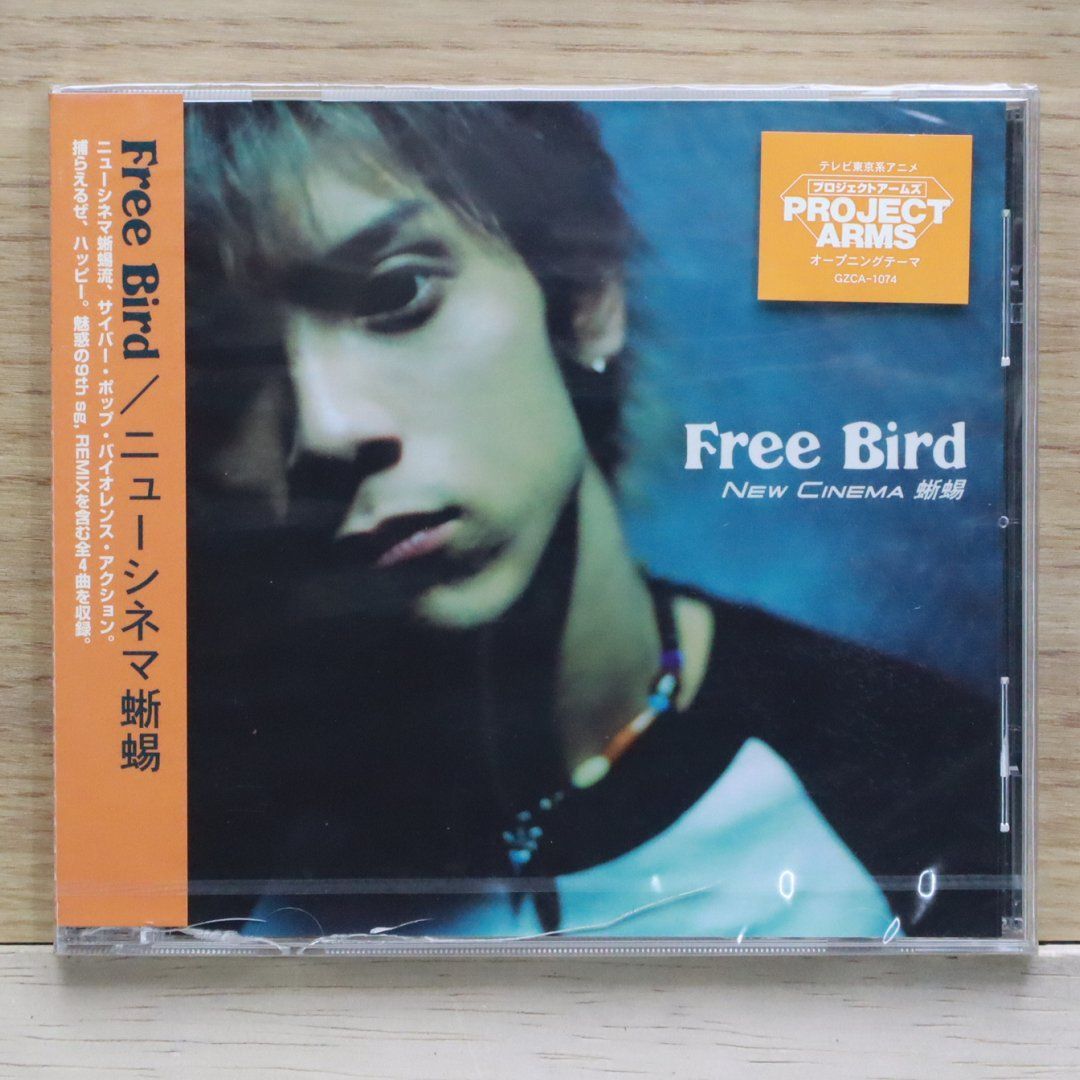 Free Bird／ニューシネマ蜥蜴
ニューシネマ蜥蜴流、サイバー・ポップ・バイオレンス・アクション。
捕らえるぜ、ハッピー。魅惑の9th sg, REMIXを含む全4曲を収録。
テレビ東京系アニメ
プロジェクトアームズ
PROJECT
ARMS
オープニングテーマ
GZCA-1074
Free Bird
NEW CINEMA 蜥蜴